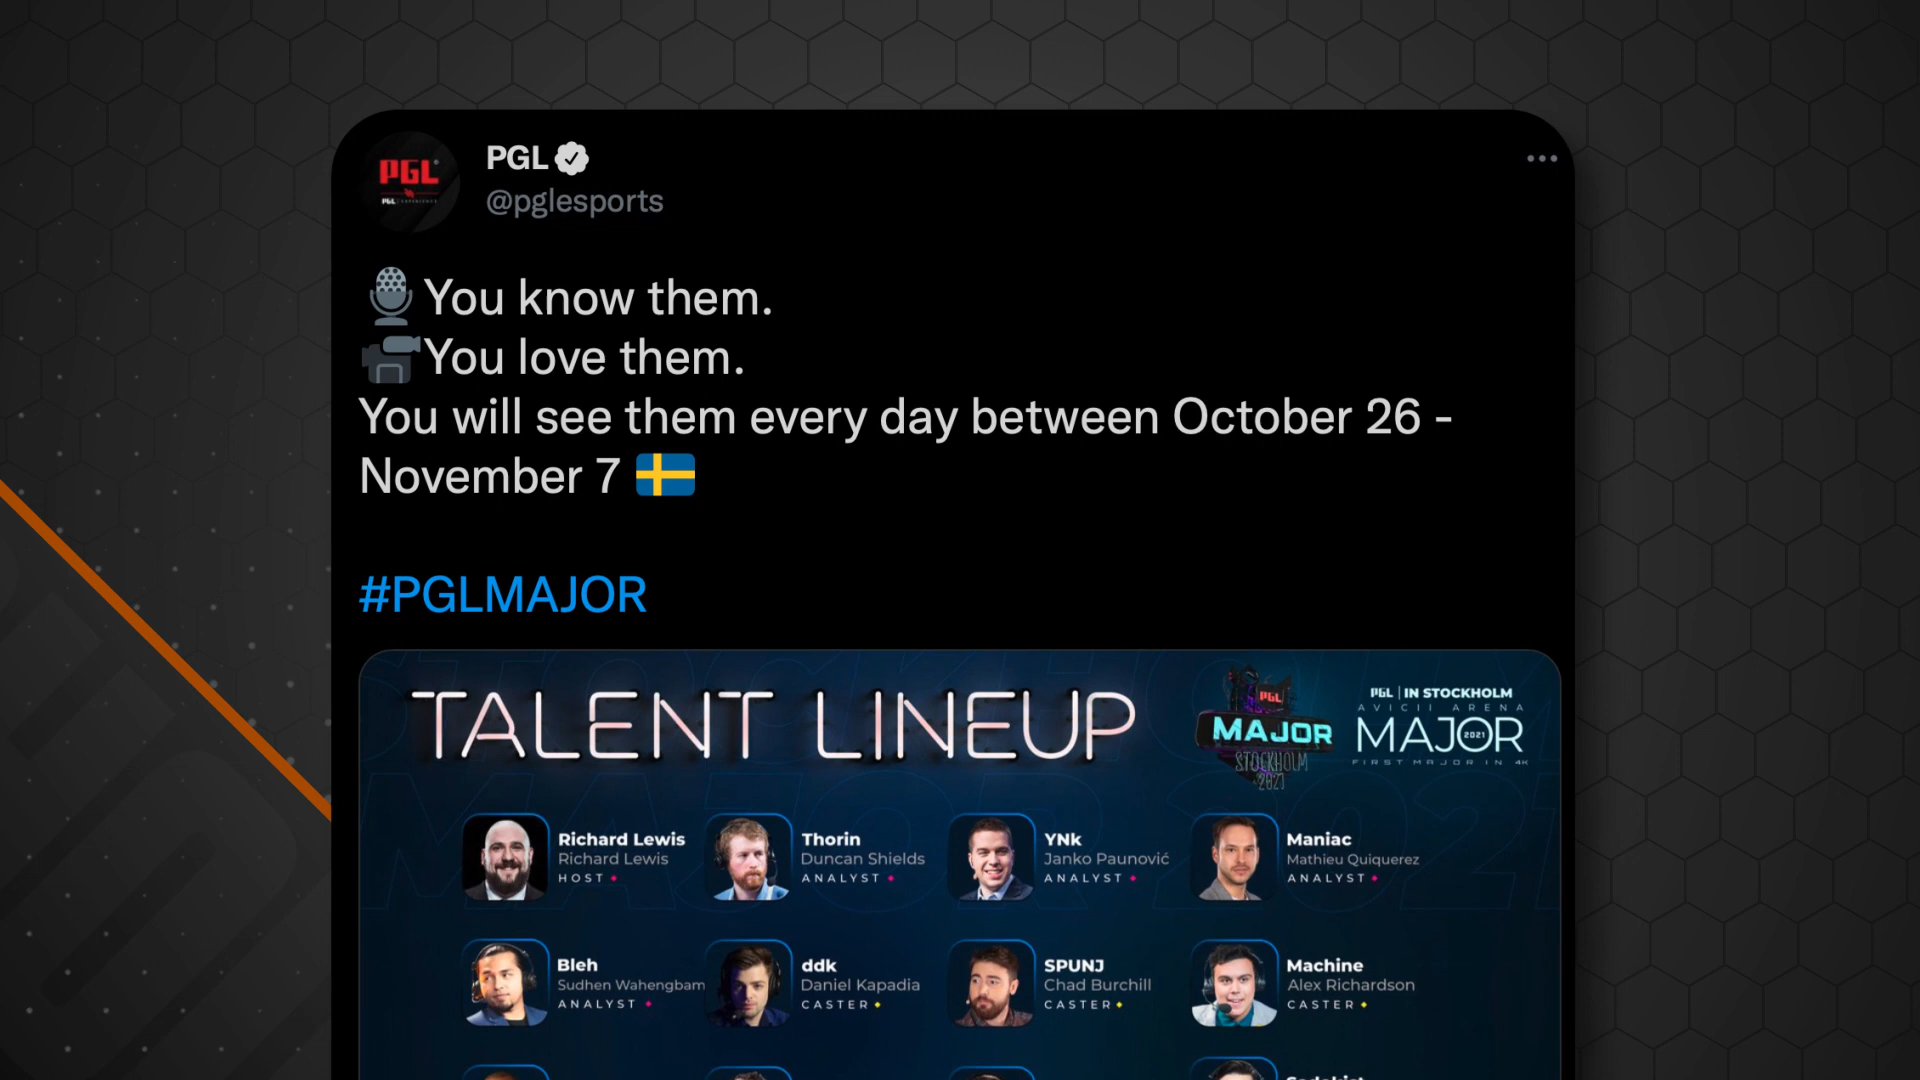 PGL
@pglesports
PGL
You know them.
You love them.
You will see them every day between October 26 -
November 7
#PGLMAJOR
TALENT LINEUP
PGL
MAJOR
STOCKHOLM
2021
PGL | IN STOCKHOLM
AVICII ARENA
MAJOR
2021
FIRST MAJOR IN 4K
Richard Lewis
Richard Lewis
HOST
Thorin
Duncan Shields
ANALYST
YNk
Janko Paunović
ANALYST
Maniac
Mathieu Quiquerez
ANALYST
Bleh
Sudhen Wahengbam
ANALYST
ddk
Daniel Kapadia
CASTER
SPUNJ
Chad Burchill
CASTER
Machine
Alex Richardson
CASTER